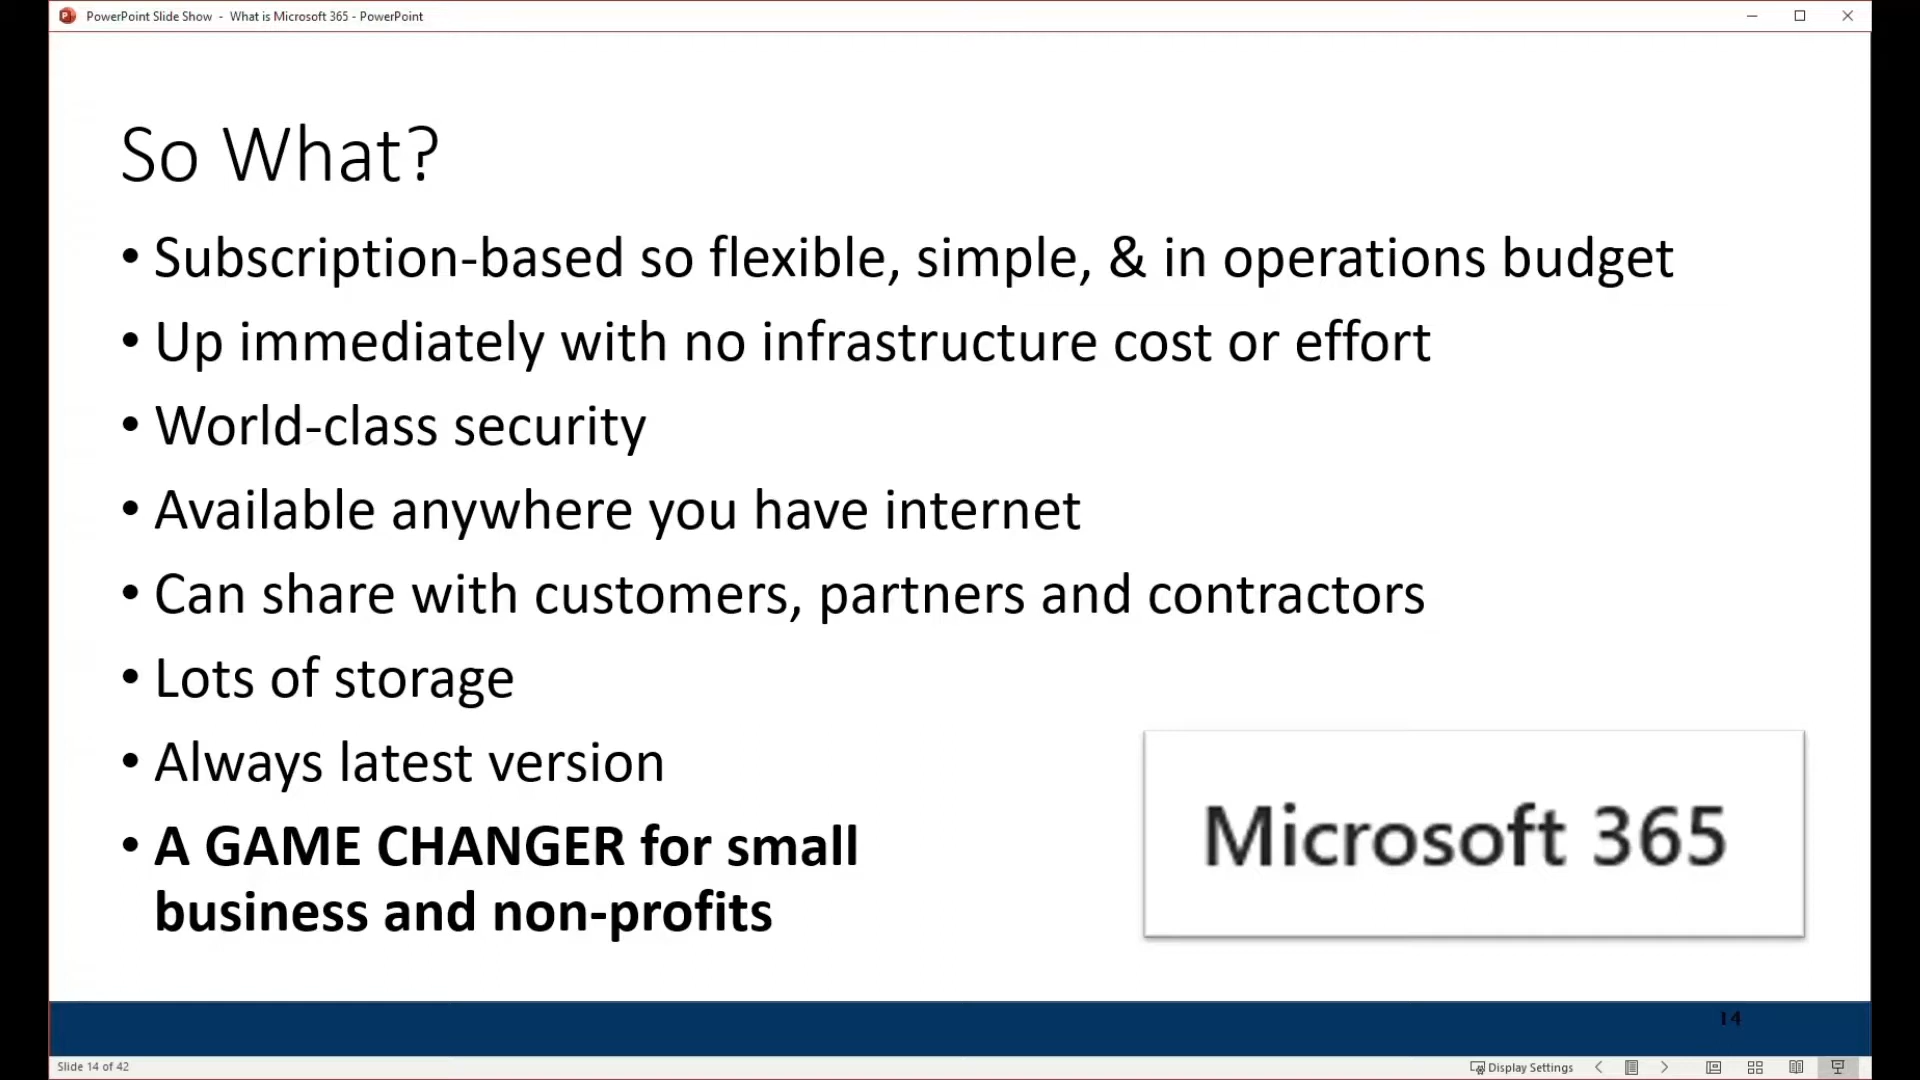 PowerPoint Slide Show - What is Microsoft 365 - PowerPoint
So What?
• Subscription-based so flexible, simple, & in operations budget
• Up immediately with no infrastructure cost or effort
• World-class security
• Available anywhere you have internet
• Can share with customers, partners and contractors
• Lots of storage
• Always latest version
• A GAME CHANGER for small
business and non-profits
Microsoft 365
14
Slide 14 of 42
Display Settings